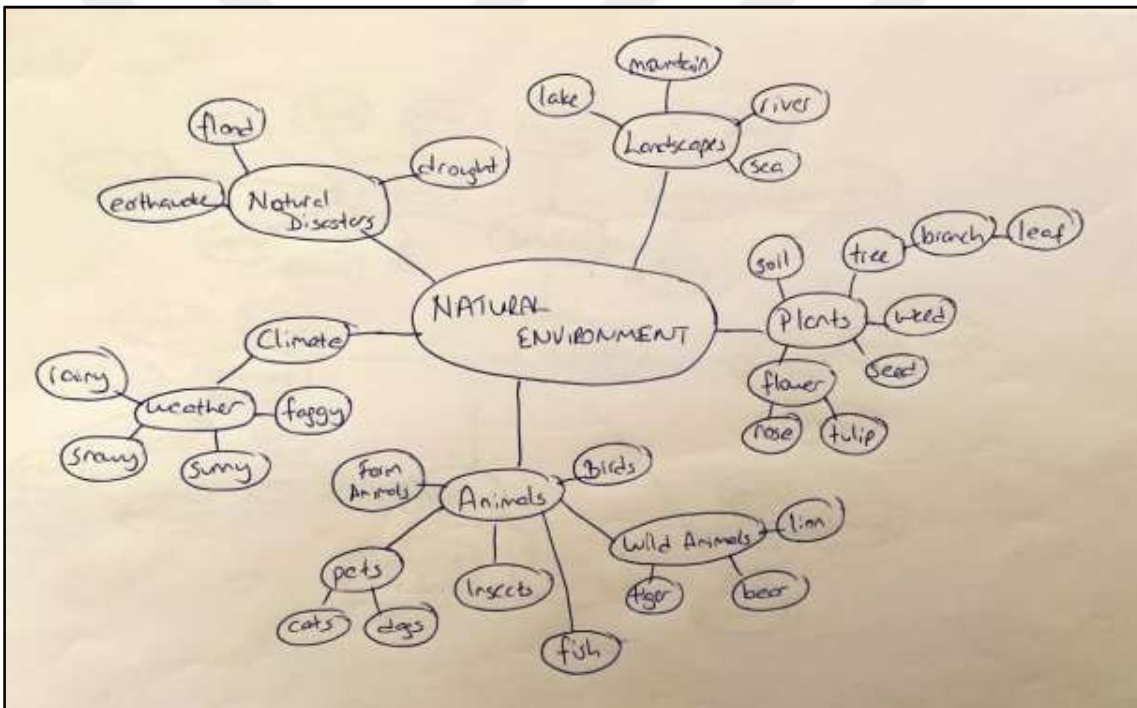 mountain
lake
river
Landscapes
sea
flood
drought
earthquake
Natural
Disasters
soil
tree
branch
leaf
NATURAL
ENVIRONMENT
Plants
weed
seed
flower
rose
tulip
Climate
rainy
weather
foggy
snowy
sunny
Farm
Animals
Birds
Animals
Wild Animals
lion
tiger
bear
pets
cats
dogs
Insects
fish